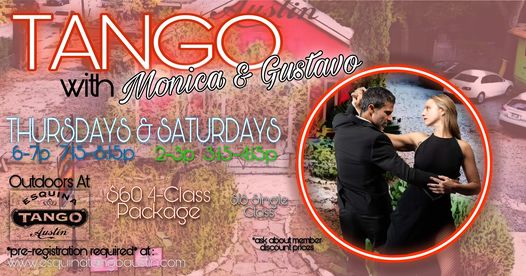 Austin
TANGO
with Monica & Gustavo
THURSDAYS & SATURDAYS
6-7p 7:15-8:15p 2-3p 3:15-4:15p
Outdoors At
ESQUINA
TANGO
Austin
$60 4-Class
Package
Single
Class
*ask about member
discount prices
*pre-registration required* at:
www.esquinatangoaustin.com